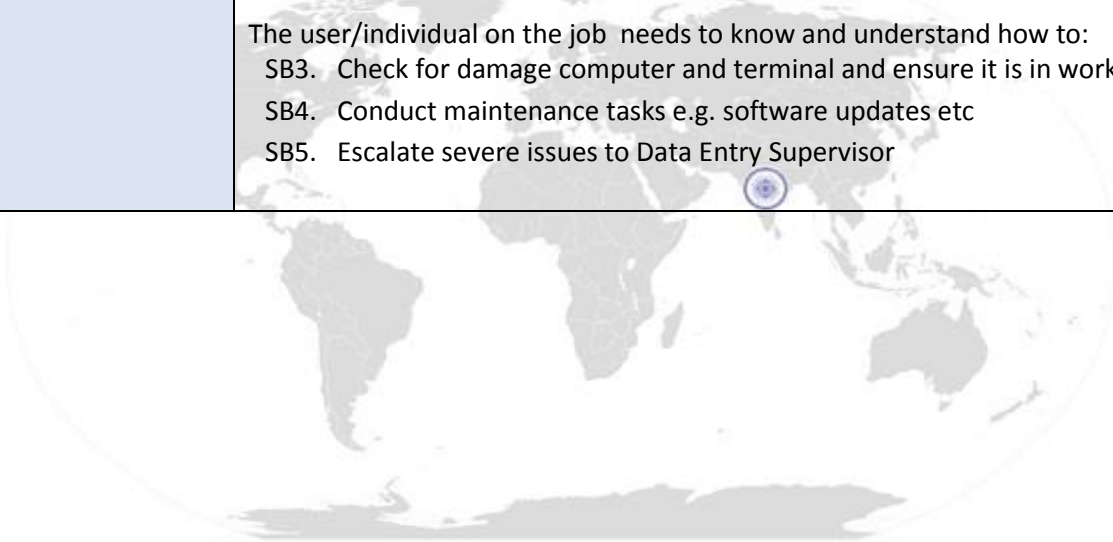 The user/individual on the job needs to know and understand how to:
SB3. Check for damage computer and terminal and ensure it is in work
SB4. Conduct maintenance tasks e.g. software updates etc
SB5. Escalate severe issues to Data Entry Supervisor